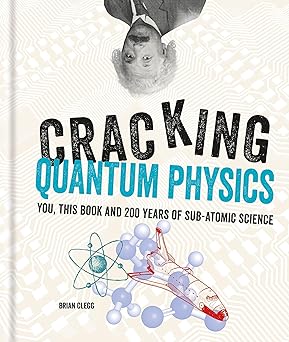 CRACKING
QUANTUM PHYSICS
YOU, THIS BOOK AND 200 YEARS OF SUB-ATOMIC SCIENCE
BRIAN CLEGG